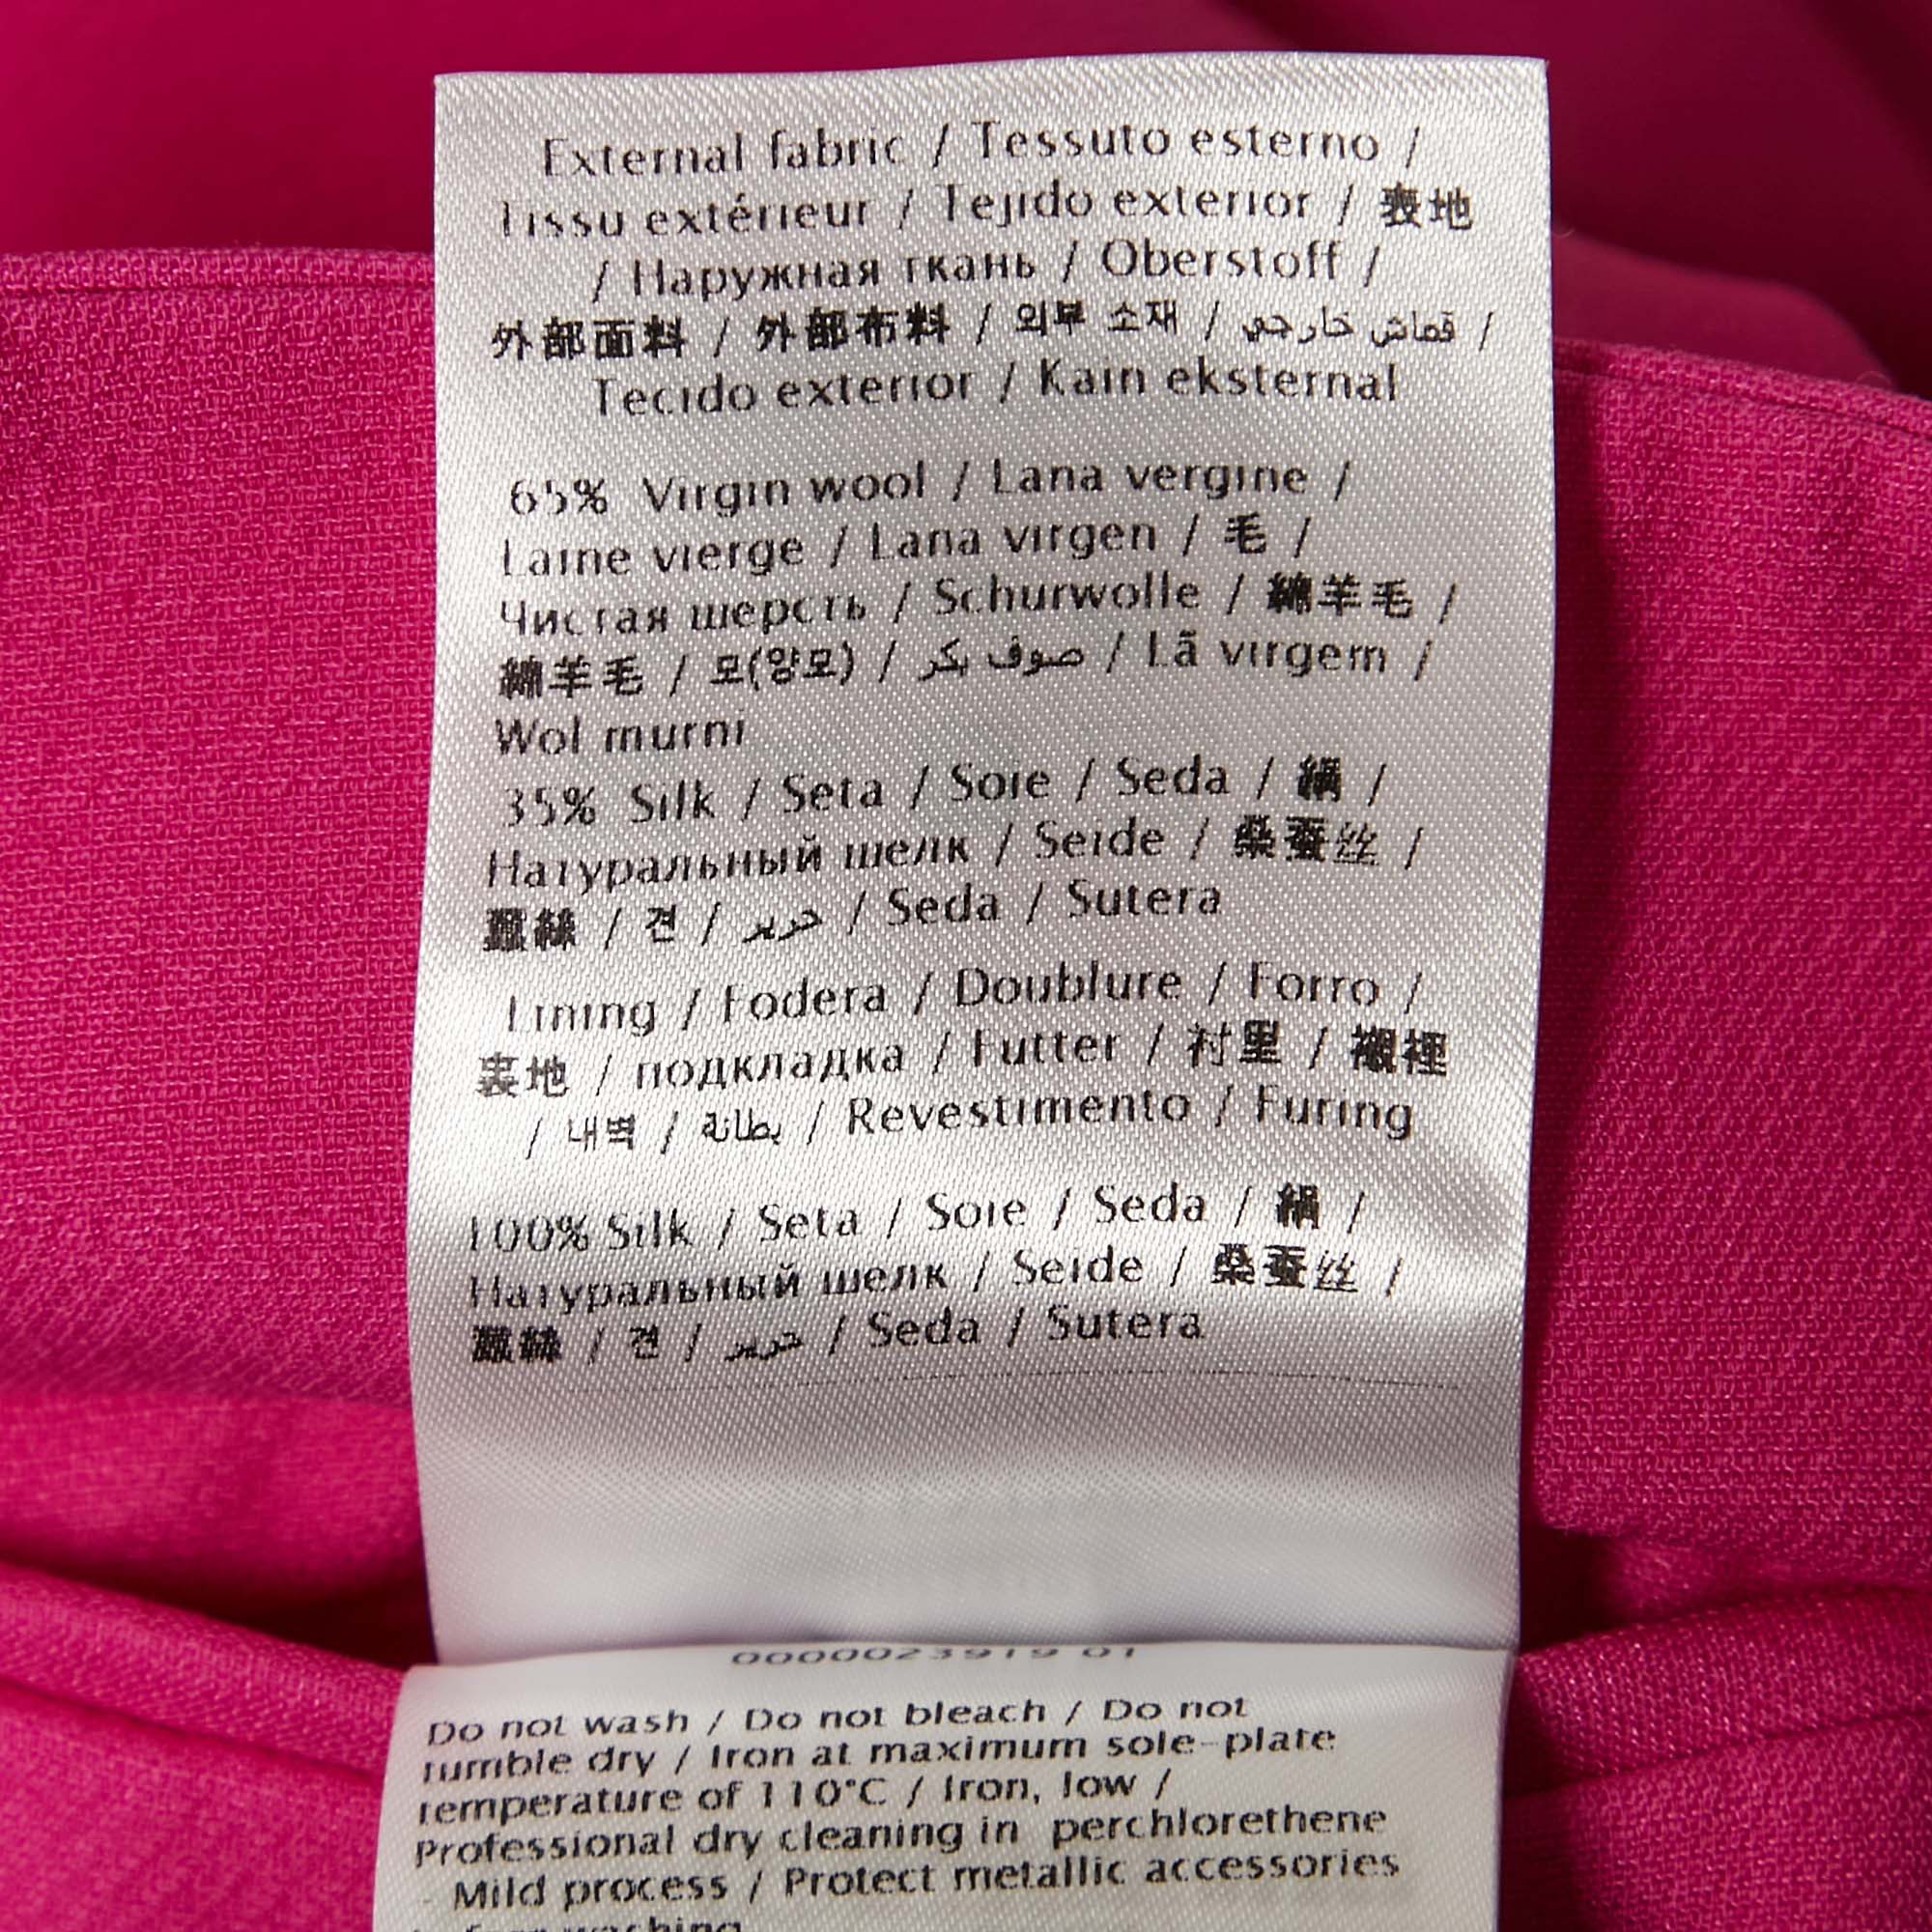 External fabric / Tessuto esterno /
Tissu extérieur / Tejido exterior / 表地
/ Наружная ткань / Oberstoff /
外部面料 / 外部布料 / 외부 소재 / قماش خارجي /
Tecido exterior / Kain eksternal
65% Virgin wool / Lana vergine /
Laine vierge / Lana virgen / 毛 /
Чистая шерсть / Schurwolle / 綿羊毛 /
綿羊毛 / 모(양모) / صوف بكر / Lã virgem /
Wol murni
35% Silk / Seta / Soie / Seda / 絹 /
Натуральный шелк / Seide / 桑蚕丝 /
蠶絲 / 견 / حرير / Seda / Sutera
Lining / Fodera / Doublure / Forro /
裏地 / подкладка / Futter / 衬里 / 襯裡
/ 내벽 / بطانة / Revestimento / Furing
100% Silk / Seta / Soie / Seda / 絹 /
Натуральный шелк / Seide / 桑蚕丝 /
蠶絲 / 견 / حرير / Seda / Sutera
0000023919 01
Do not wash / Do not bleach / Do not
tumble dry / Iron at maximum sole-plate
temperature of 110°C / Iron, low /
Professional dry cleaning in perchlorethene
- Mild process / Protect metallic accessories
washing